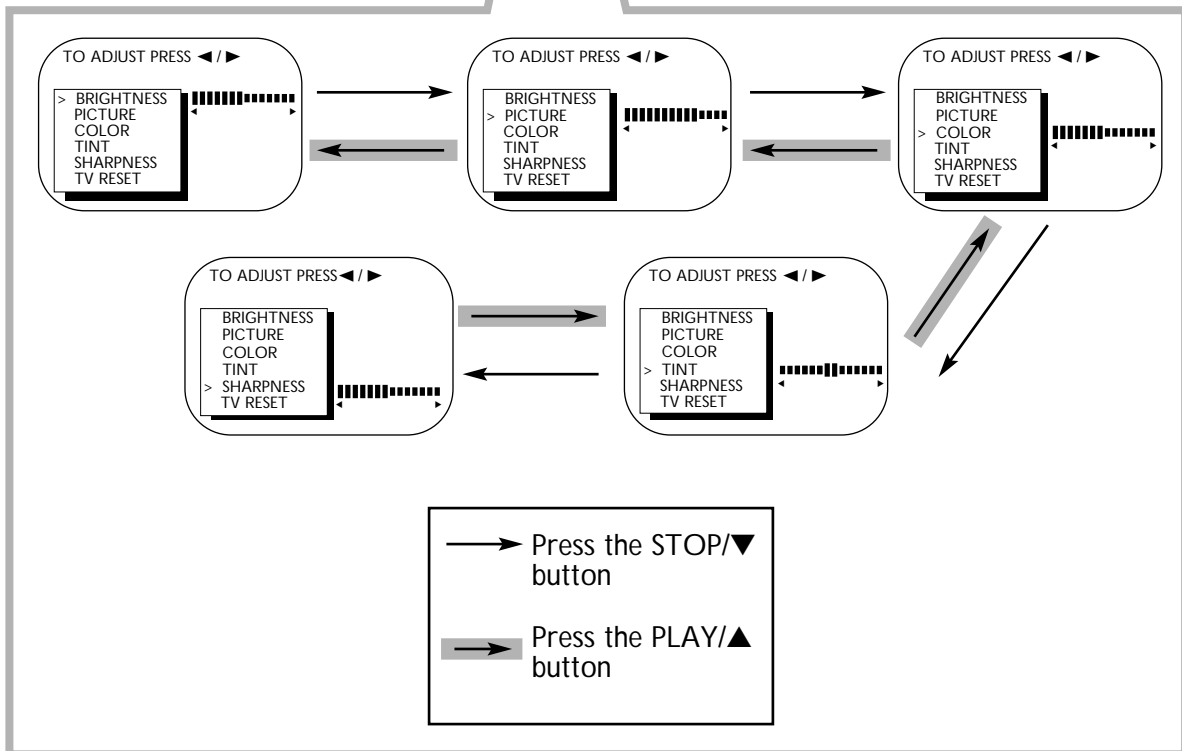 TO ADJUST PRESS ◄ / ►
> BRIGHTNESS
PICTURE
COLOR
TINT
SHARPNESS
TV RESET
TO ADJUST PRESS ◄ / ►
BRIGHTNESS
> PICTURE
COLOR
TINT
SHARPNESS
TV RESET
TO ADJUST PRESS ◄ / ►
BRIGHTNESS
PICTURE
> COLOR
TINT
SHARPNESS
TV RESET
TO ADJUST PRESS◄ / ►
BRIGHTNESS
PICTURE
COLOR
TINT
> SHARPNESS
TV RESET
TO ADJUST PRESS ◄ / ►
BRIGHTNESS
PICTURE
COLOR
> TINT
SHARPNESS
TV RESET
Press the STOP/▼
button
Press the PLAY/▲
button